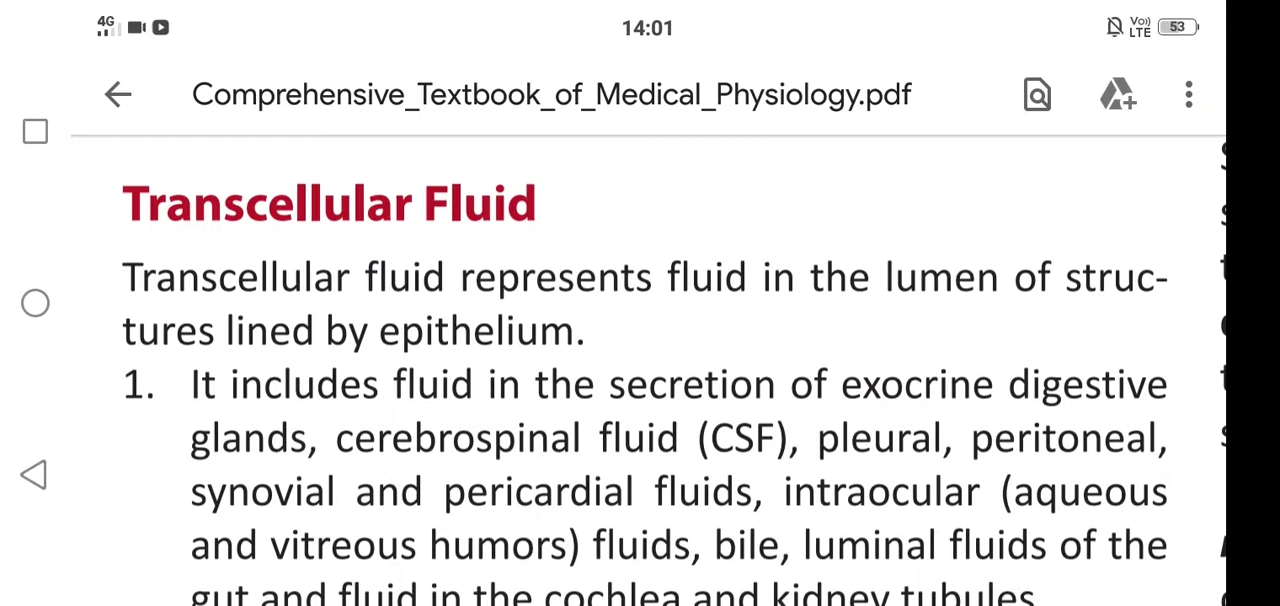 4G 14:01 Vo)) LTE 53
Comprehensive_Textbook_of_Medical_Physiology.pdf
Transcellular Fluid
Transcellular fluid represents fluid in the lumen of struc-
tures lined by epithelium.
1. It includes fluid in the secretion of exocrine digestive
glands, cerebrospinal fluid (CSF), pleural, peritoneal,
synovial and pericardial fluids, intraocular (aqueous
and vitreous humors) fluids, bile, luminal fluids of the
gut and fluid in the cochlea and kidney tubules